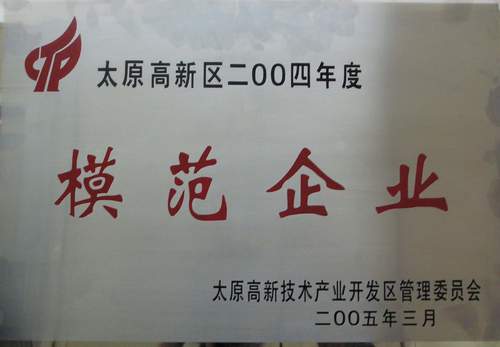 太原高新区二00四年度
模范企业
太原高新技术产业开发区管理委员会
二00五年三月